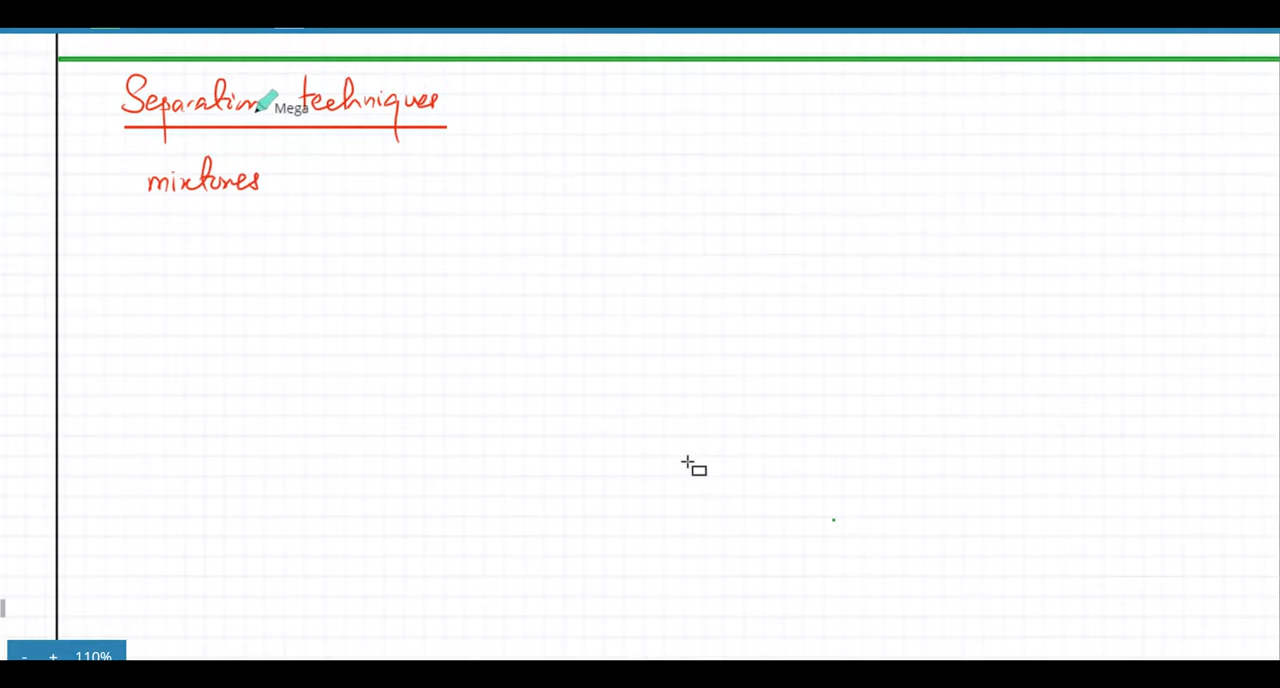 Separation techniques
Mega
mixtures
- + 110%